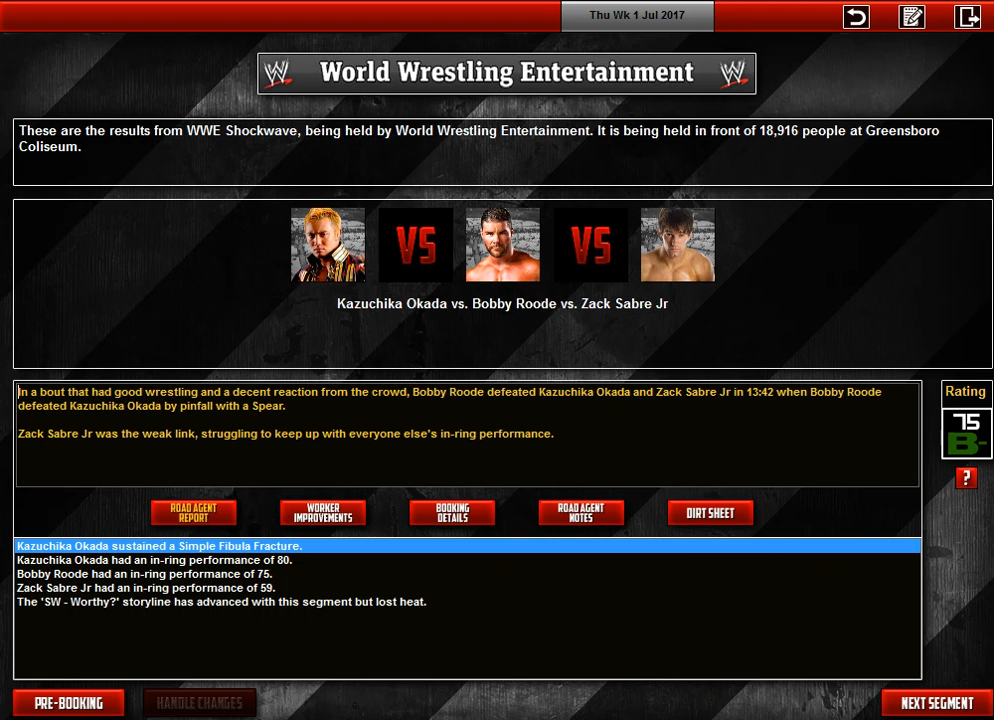 Thu Wk 1 Jul 2017
World Wrestling Entertainment
These are the results from WWE Shockwave, being held by World Wrestling Entertainment. It is being held in front of 18,916 people at Greensboro
Coliseum.
VS VS
Kazuchika Okada vs. Bobby Roode vs. Zack Sabre Jr
In a bout that had good wrestling and a decent reaction from the crowd, Bobby Roode defeated Kazuchika Okada and Zack Sabre Jr in 13:42 when Bobby Roode
defeated Kazuchika Okada by pinfall with a Spear.
Zack Sabre Jr was the weak link, struggling to keep up with everyone else's in-ring performance.
Rating
75
B-
?
ROAD AGENT
REPORT
WORKER
IMPROVEMENTS
BOOKING
DETAILS
ROAD AGENT
NOTES
DIRT SHEET
Kazuchika Okada sustained a Simple Fibula Fracture.
Kazuchika Okada had an in-ring performance of 80.
Bobby Roode had an in-ring performance of 75.
Zack Sabre Jr had an in-ring performance of 59.
The 'SW - Worthy?' storyline has advanced with this segment but lost heat.
PRE-BOOKING
HANDLE CHANGES
NEXT SEGMENT